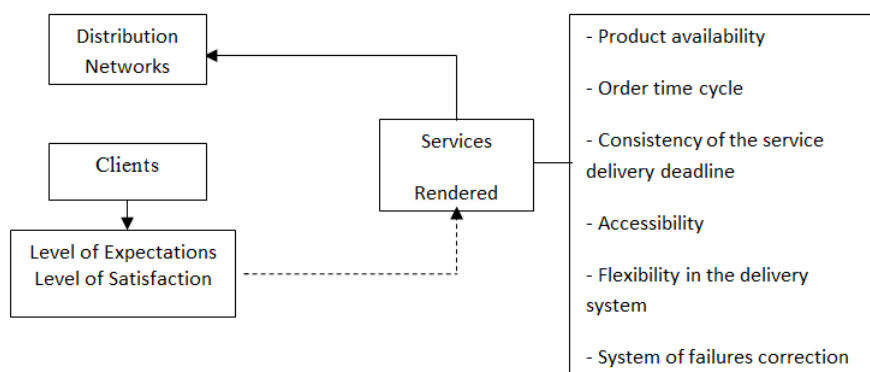 Distribution
Networks
Clients
Level of Expectations
Level of Satisfaction
Services
Rendered
- Product availability
- Order time cycle
- Consistency of the service
delivery deadline
- Accessibility
- Flexibility in the delivery
system
- System of failures correction